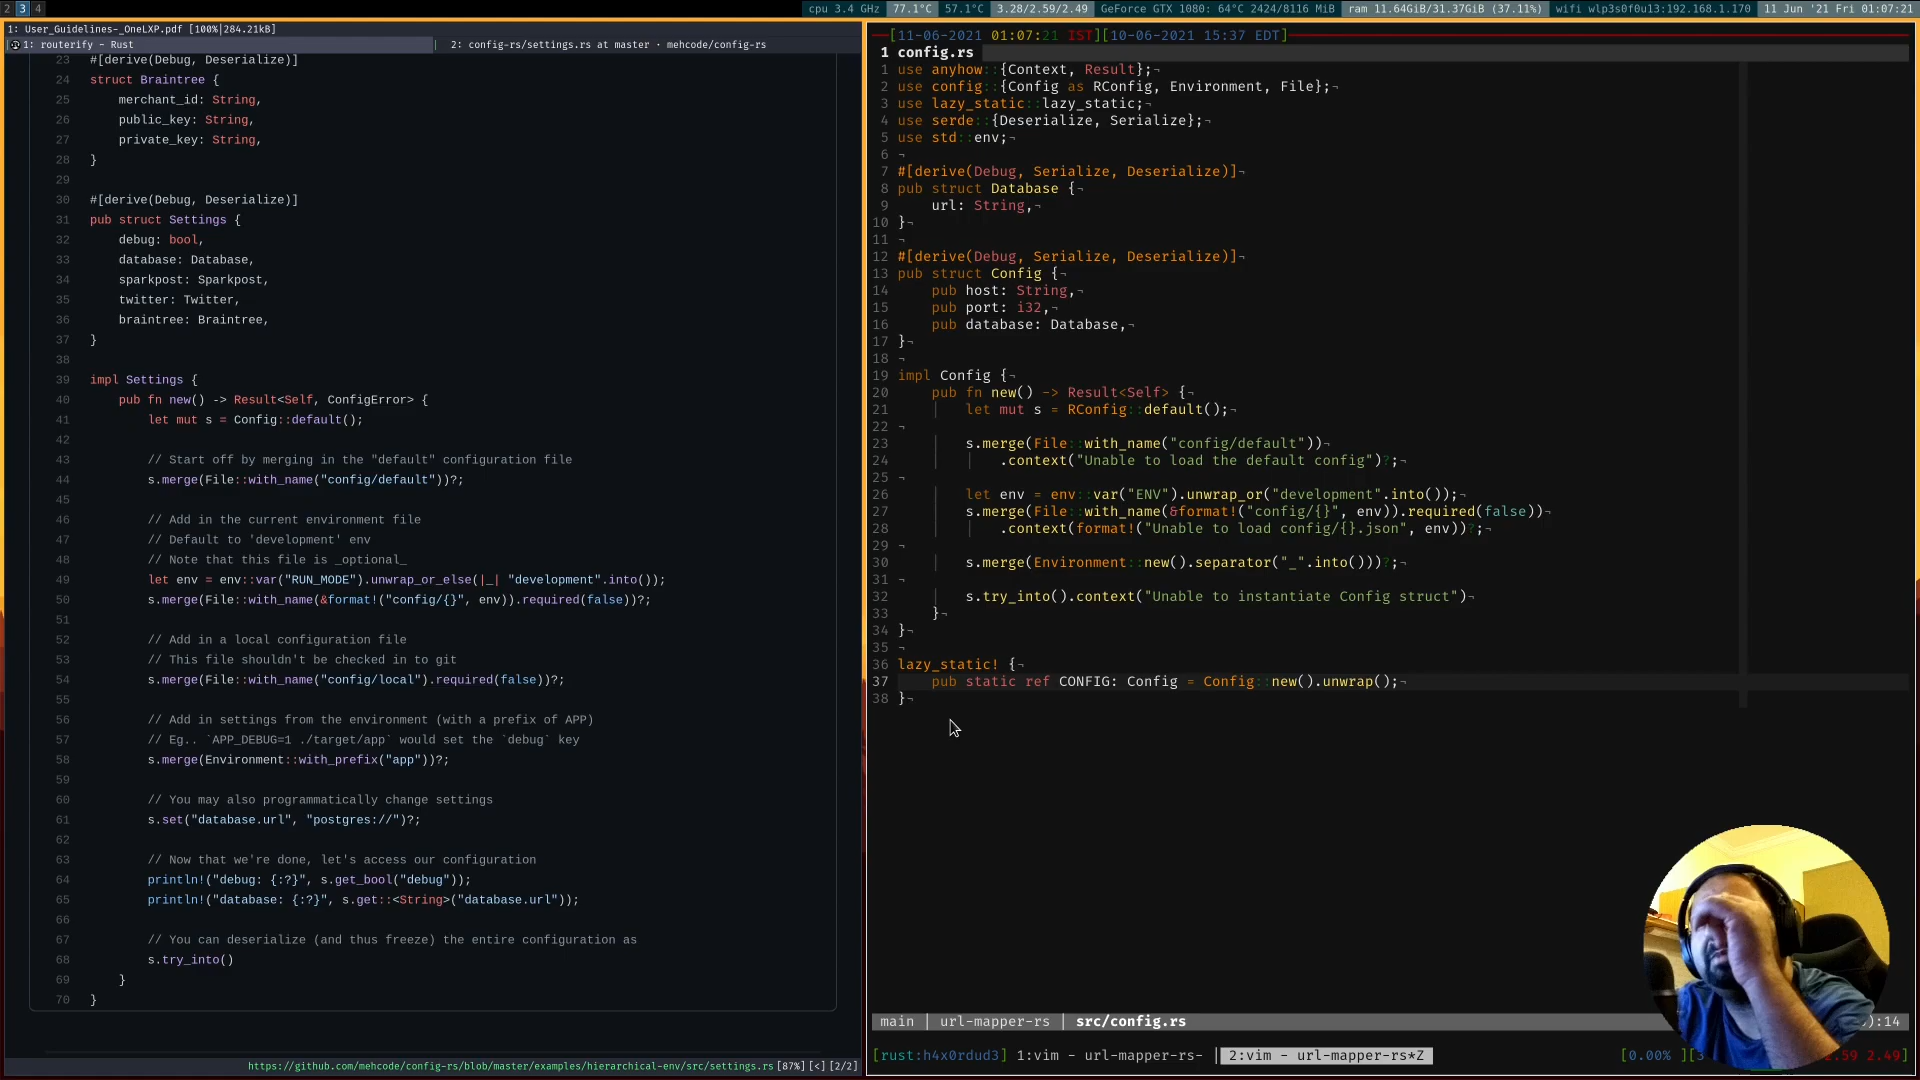 2 3 4
cpu 3.4 GHz 77.1°C 57.1°C 3.28/2.59/2.49 GeForce GTX 1080: 64°C 2424/8116 MiB ram 11.64GiB/31.37GiB (37.11%) wifi wlp3s0f0u13:192.168.1.170 11 Jun '21 Fri 01:07:21
1: User_Guidelines-_OneLXP.pdf [100%|284.21kB]
1: routerify - Rust
2: config-rs/settings.rs at master · mehcode/config-rs
23 #[derive(Debug, Deserialize)]
24 struct Braintree {
25 merchant_id: String,
26 public_key: String,
27 private_key: String,
28 }
29
30 #[derive(Debug, Deserialize)]
31 pub struct Settings {
32 debug: bool,
33 database: Database,
34 sparkpost: Sparkpost,
35 twitter: Twitter,
36 braintree: Braintree,
37 }
38
39 impl Settings {
40 pub fn new() -> Result<Self, ConfigError> {
41 let mut s = Config::default();
42
43 // Start off by merging in the "default" configuration file
44 s.merge(File::with_name("config/default"))?;
45
46 // Add in the current environment file
47 // Default to 'development' env
48 // Note that this file is _optional_
49 let env = env::var("RUN_MODE").unwrap_or_else(|_| "development".into());
50 s.merge(File::with_name(&format!("config/{}", env)).required(false))?;
51
52 // Add in a local configuration file
53 // This file shouldn't be checked in to git
54 s.merge(File::with_name("config/local").required(false))?;
55
56 // Add in settings from the environment (with a prefix of APP)
57 // Eg.. `APP_DEBUG=1 ./target/app` would set the `debug` key
58 s.merge(Environment::with_prefix("app"))?;
59
60 // You may also programmatically change settings
61 s.set("database.url", "postgres://")?;
62
63 // Now that we're done, let's access our configuration
64 println!("debug: {:?}", s.get_bool("debug"));
65 println!("database: {:?}", s.get::<String>("database.url"));
66
67 // You can deserialize (and thus freeze) the entire configuration as
68 s.try_into()
69 }
70 }
https://github.com/mehcode/config-rs/blob/master/examples/hierarchical-env/src/settings.rs [87%][<][2/2]
[11-06-2021 01:07:21 IST][10-06-2021 15:37 EDT]
1 config.rs
1 use anyhow::{Context, Result};¬
2 use config::{Config as RConfig, Environment, File};¬
3 use lazy_static::lazy_static;¬
4 use serde::{Deserialize, Serialize};¬
5 use std::env;¬
6 ¬
7 #[derive(Debug, Serialize, Deserialize)]¬
8 pub struct Database {¬
9 url: String,¬
10 }¬
11 ¬
12 #[derive(Debug, Serialize, Deserialize)]¬
13 pub struct Config {¬
14 pub host: String,¬
15 pub port: i32,¬
16 pub database: Database,¬
17 }¬
18 ¬
19 impl Config {¬
20 pub fn new() -> Result<Self> {¬
21 let mut s = RConfig::default();¬
22 ¬
23 s.merge(File::with_name("config/default"))¬
24 .context("Unable to load the default config")?;¬
25 ¬
26 let env = env::var("ENV").unwrap_or("development".into());¬
27 s.merge(File::with_name(&format!("config/{}", env)).required(false))¬
28 .context(format!("Unable to load config/{}.json", env))?;¬
29 ¬
30 s.merge(Environment::new().separator("_".into()))?;¬
31 ¬
32 s.try_into().context("Unable to instantiate Config struct")¬
33 }¬
34 }¬
35 ¬
36 lazy_static! {¬
37 pub static ref CONFIG: Config = Config::new().unwrap();¬
38 }¬
main | url-mapper-rs | src/config.rs
:14
[rust:h4x0rdud3] 1:vim - url-mapper-rs- | 2:vim - url-mapper-rs*Z
[0.00% ][3
2.59 2.49]